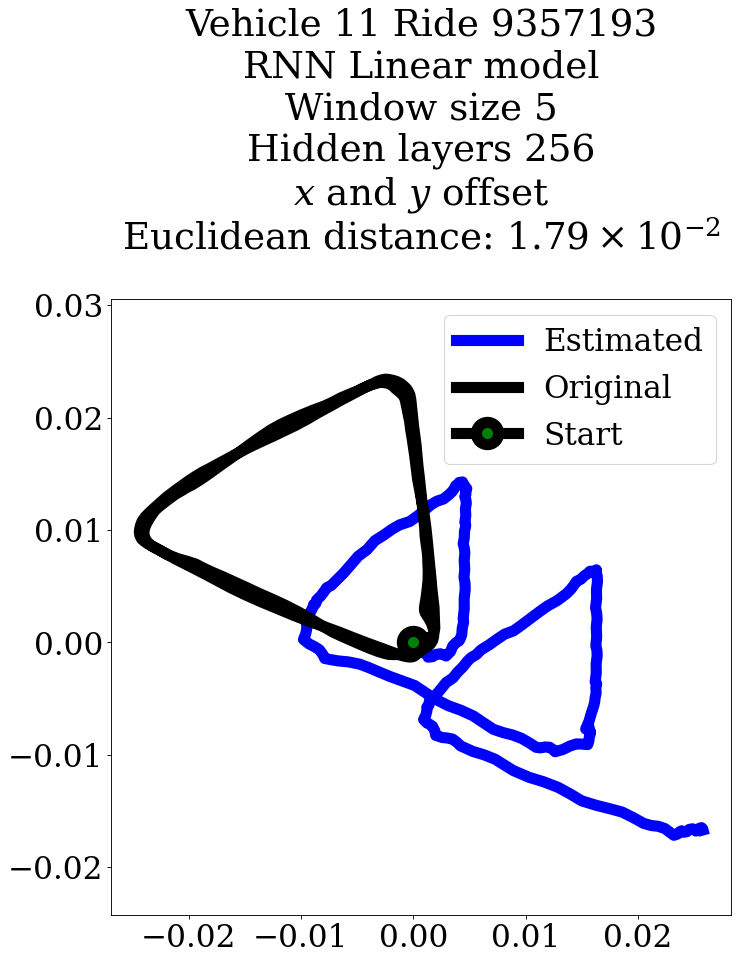 Vehicle 11 Ride 9357193
RNN Linear model
Window size 5
Hidden layers 256
x and y offset
Euclidean distance: 1.79 × 10⁻²
0.03
0.02
0.01
0.00
−0.01
−0.02
Estimated
Original
Start
−0.02 −0.01 0.00 0.01 0.02